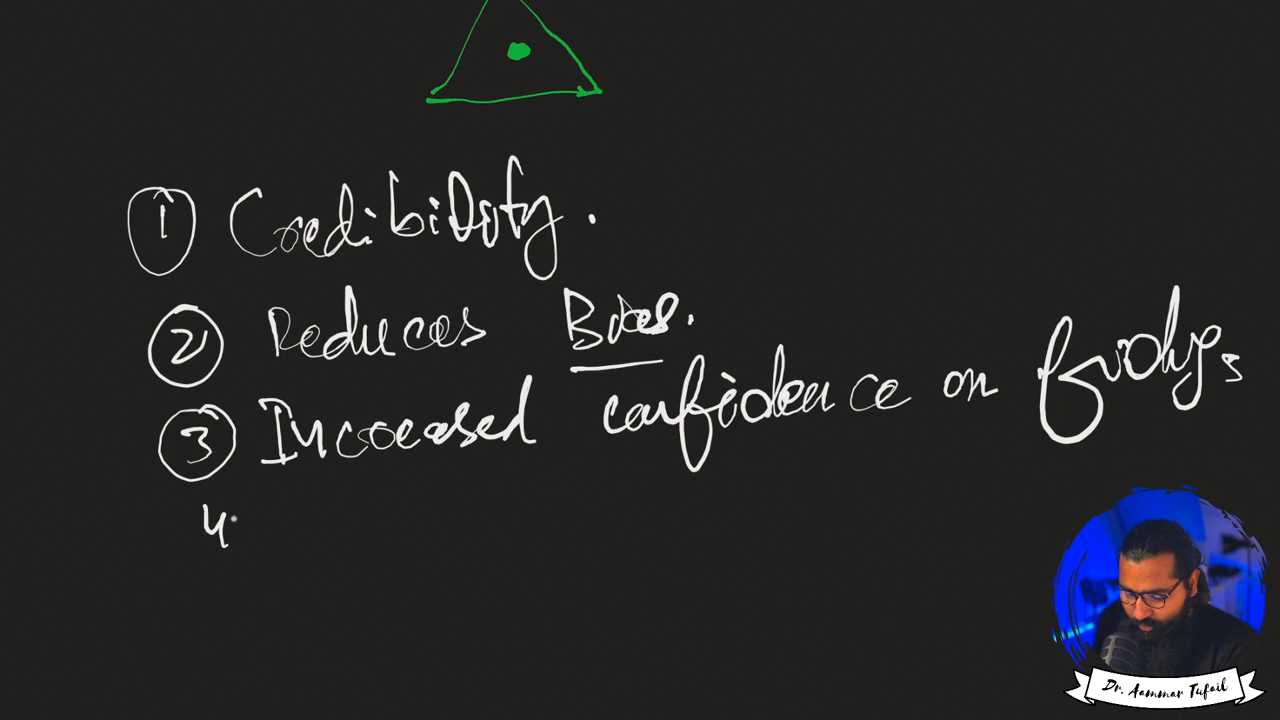 1 Credibility.
2 Reduces Bias.
3 Increased confidence on findings
4
Dr. Aammar Tufail